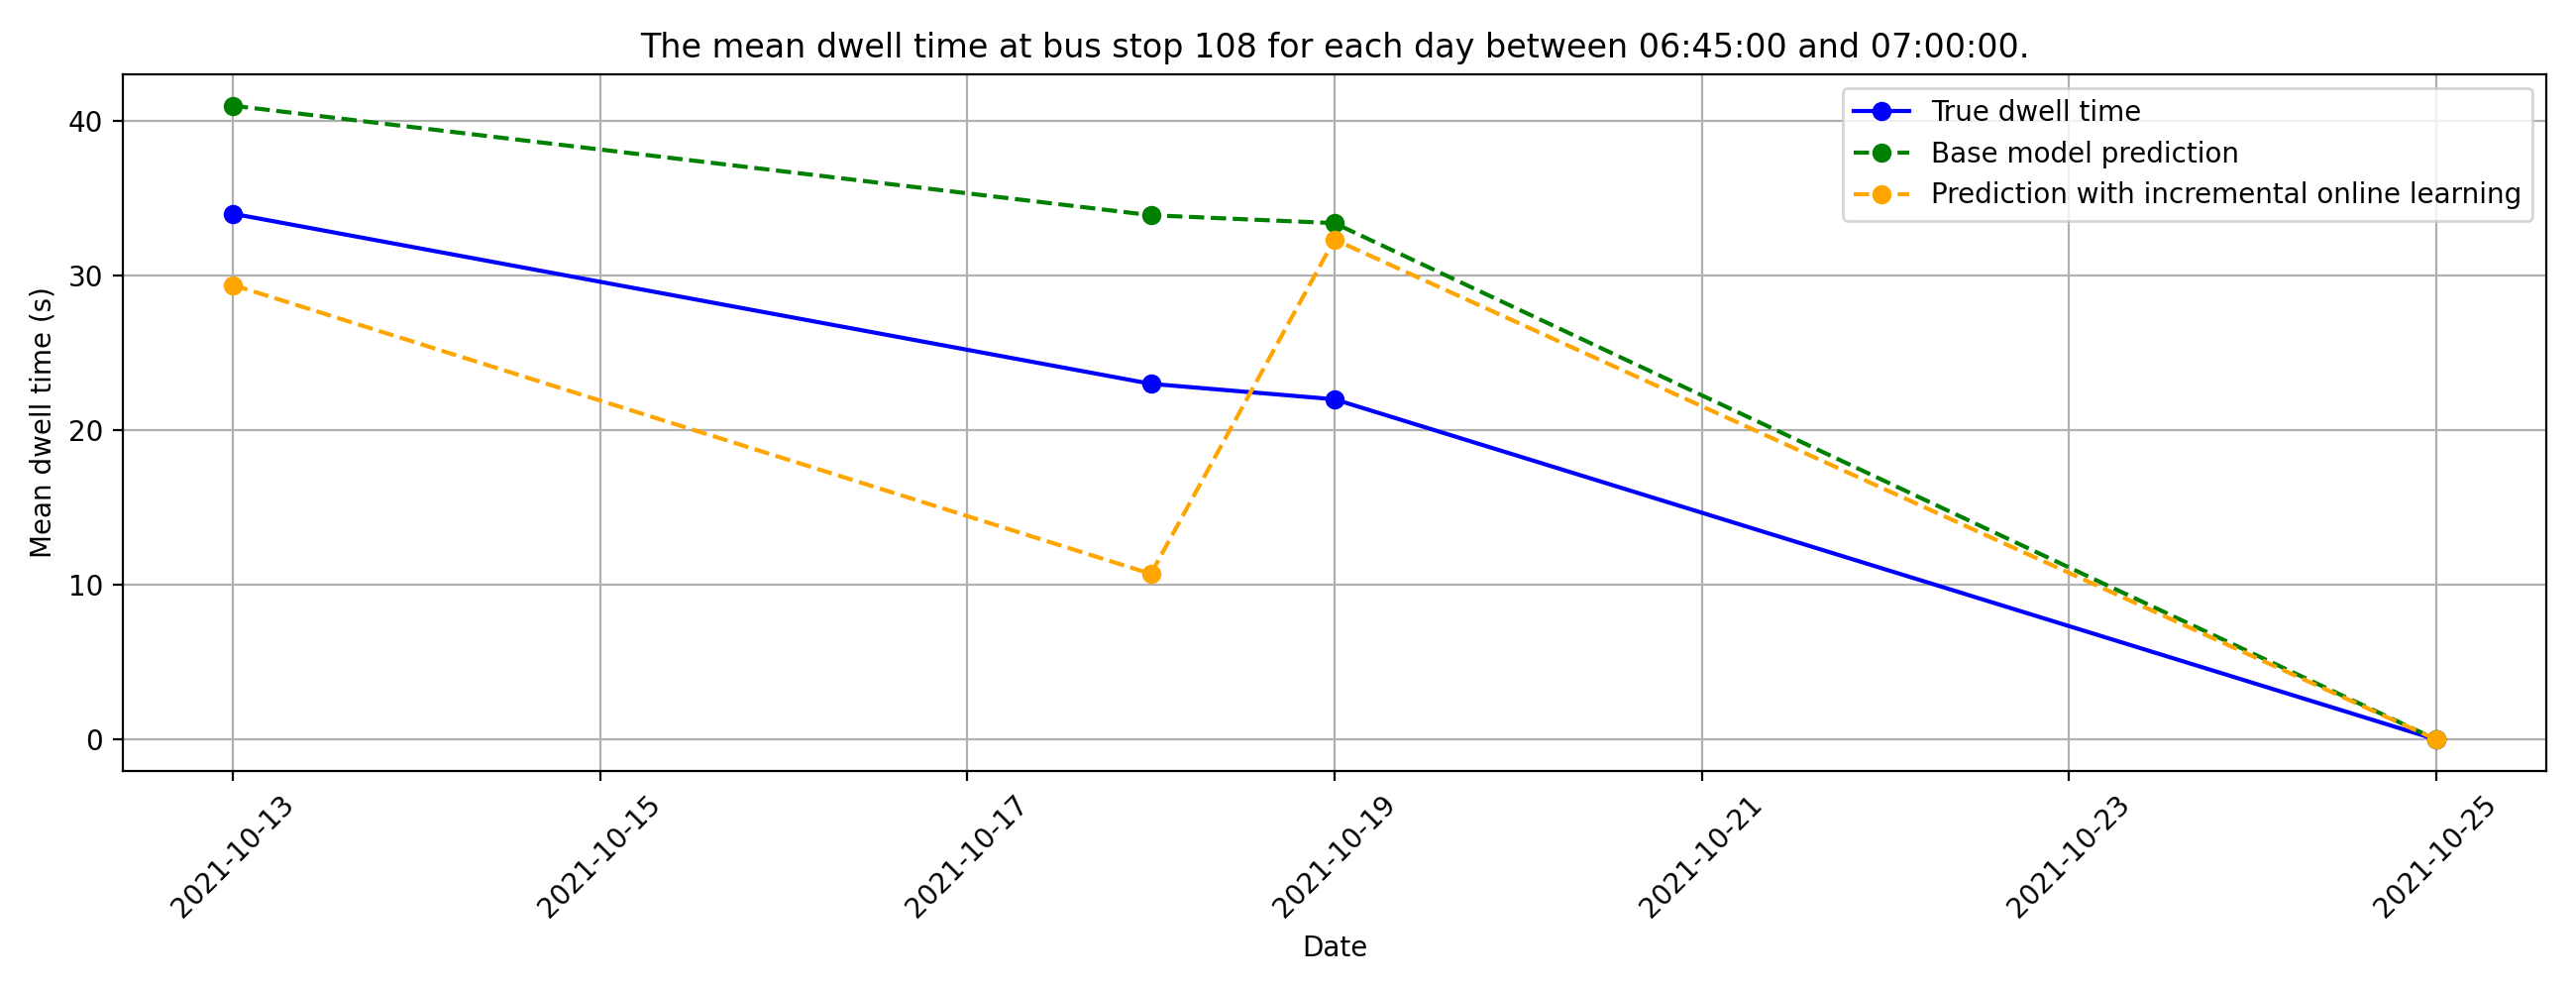 The mean dwell time at bus stop 108 for each day between 06:45:00 and 07:00:00.
True dwell time
Base model prediction
Prediction with incremental online learning
Mean dwell time (s)
40
30
20
10
0
2021-10-13
2021-10-15
2021-10-17
2021-10-19
2021-10-21
2021-10-23
2021-10-25
Date